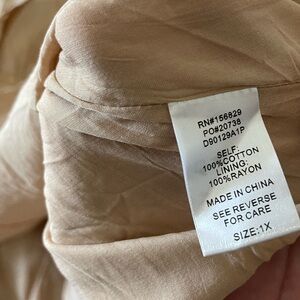 RN#156829
PO#20738
D90129A1P
SELF:
100%COTTON
LINING:
100%RAYON
MADE IN CHINA
SEE REVERSE
FOR CARE
SIZE:1X